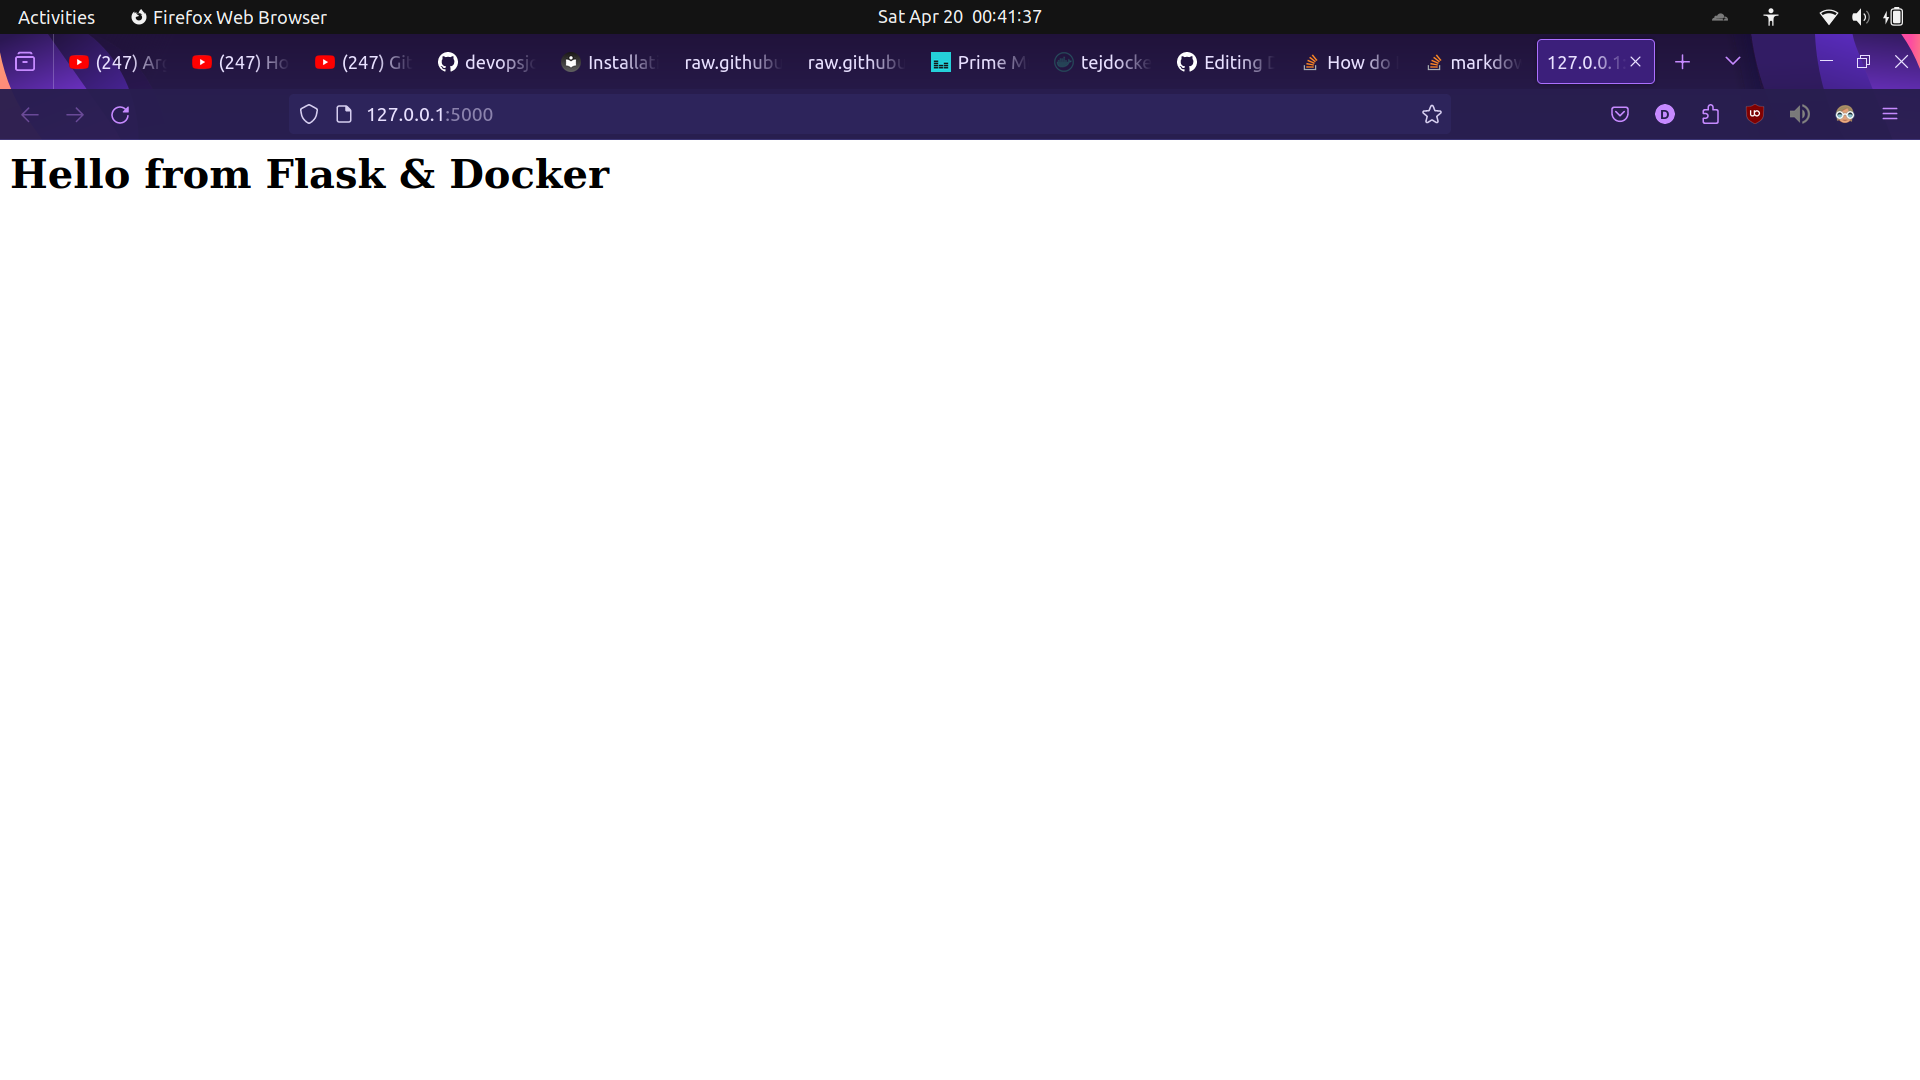 Activities Firefox Web Browser Sat Apr 20 00:41:37
(247) Ar (247) Ho (247) Git devopsjo Installat raw.githubu raw.githubu Prime M tejdocke Editing D How do markdov 127.0.0.1:
127.0.0.1:5000 D
Hello from Flask & Docker